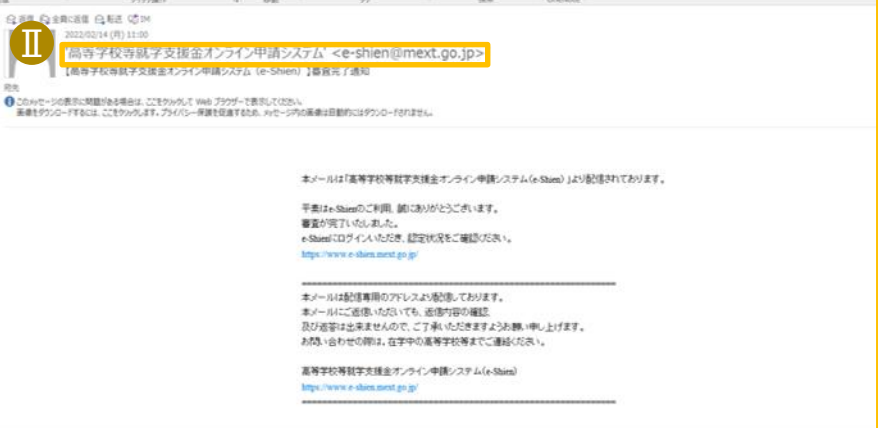 返信 全員に返信 転送 IM
Ⅱ
2022/02/14 (月) 11:00
'高等学校等就学支援金オンライン申請システム' <e-shien@mext.go.jp>
【高等学校等就学支援金オンライン申請システム（e-Shien）】審査完了通知
宛先
このメッセージの表示に問題がある場合は、ここをクリックして Web ブラウザーで表示してください。
画像をダウンロードするには、ここをクリックします。プライバシー保護を促進するため、メッセージ内の画像は自動的にはダウンロードされません。
本メールは「高等学校等就学支援金オンライン申請システム(e-Shien)」より配信されております。
平素はe-Shienのご利用、誠にありがとうございます。
審査が完了いたしました。
e-Shienにログインいただき、認定状況をご確認ください。
https://www.e-shien.mext.go.jp/
本メールは配信専用のアドレスより配信しております。
本メールにご返信いただいても、返信内容の確認
及び返答は出来ませんので、ご了承いただきますようお願い申し上げます。
お問い合わせの際は、在学中の高等学校等までご連絡ください。
高等学校等就学支援金オンライン申請システム(e-Shien)
https://www.e-shien.mext.go.jp/